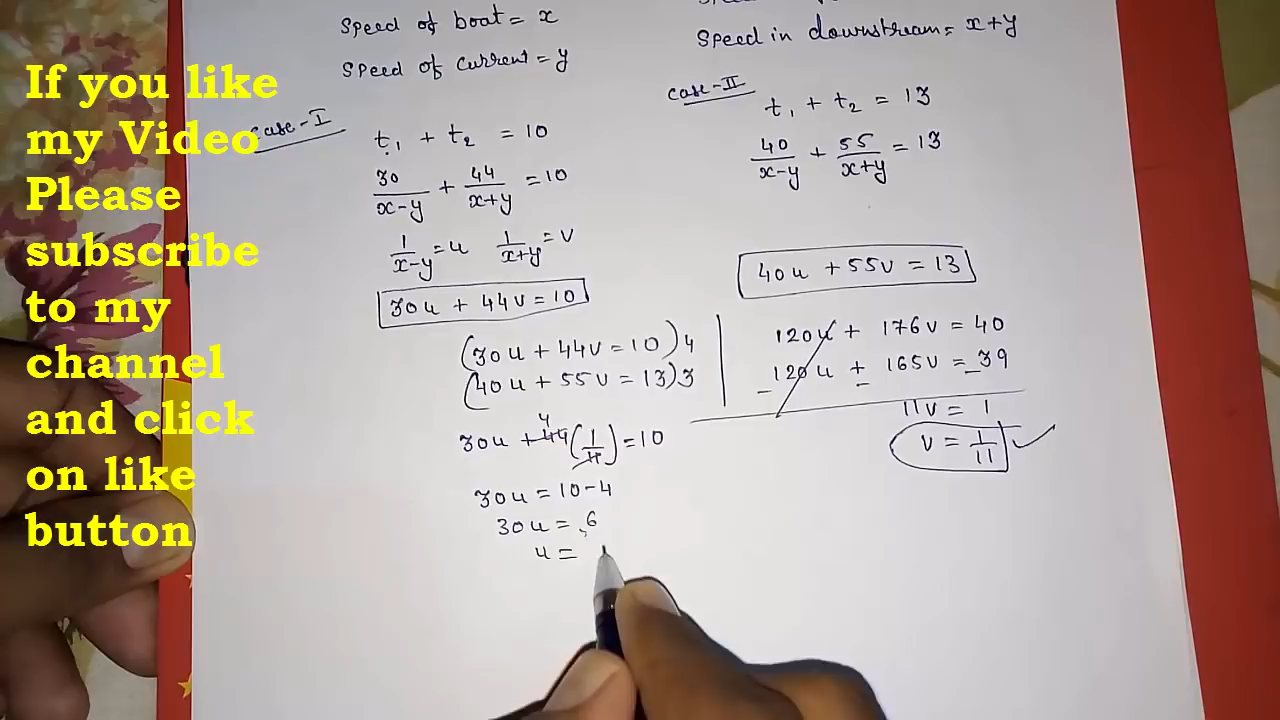 If you like
my Video
Please
subscribe
to my
channel
and click
on like
button
Speed of boat = x
Speed of current = y
Case-I
t₁ + t₂ = 10
30/(x-y) + 44/(x+y) = 10
1/(x-y) = u 1/(x+y) = v
30u + 44v = 10
Speed in downstream = x+y
Case-II
t₁ + t₂ = 13
40/(x-y) + 55/(x+y) = 13
40u + 55v = 13
(30u + 44v = 10)4
(40u + 55v = 13)3
120u + 176v = 40
120u + 165v = 39
- - -
11v = 1
v = 1/11 ✓
30u + 44(1/11) = 10
4
30u = 10-4
30u = 6
u =